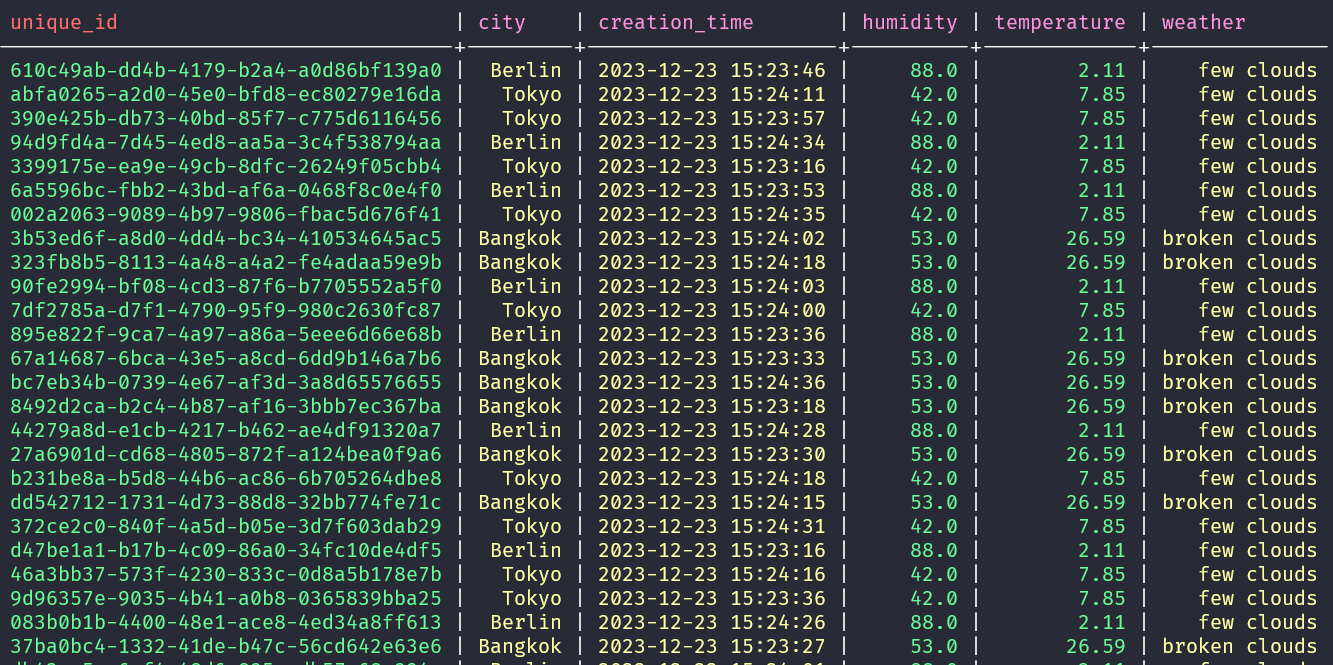 unique_id | city | creation_time | humidity | temperature | weather
610c49ab-dd4b-4179-b2a4-a0d86bf139a0 | Berlin | 2023-12-23 15:23:46 | 88.0 | 2.11 | few clouds
abfa0265-a2d0-45e0-bfd8-ec80279e16da | Tokyo | 2023-12-23 15:24:11 | 42.0 | 7.85 | few clouds
390e425b-db73-40bd-85f7-c775d6116456 | Tokyo | 2023-12-23 15:23:57 | 42.0 | 7.85 | few clouds
94d9fd4a-7d45-4ed8-aa5a-3c4f538794aa | Berlin | 2023-12-23 15:24:34 | 88.0 | 2.11 | few clouds
3399175e-ea9e-49cb-8dfc-26249f05cbb4 | Tokyo | 2023-12-23 15:23:16 | 42.0 | 7.85 | few clouds
6a5596bc-fbb2-43bd-af6a-0468f8c0e4f0 | Berlin | 2023-12-23 15:23:53 | 88.0 | 2.11 | few clouds
002a2063-9089-4b97-9806-fbac5d676f41 | Tokyo | 2023-12-23 15:24:35 | 42.0 | 7.85 | few clouds
3b53ed6f-a8d0-4dd4-bc34-410534645ac5 | Bangkok | 2023-12-23 15:24:02 | 53.0 | 26.59 | broken clouds
323fb8b5-8113-4a48-a4a2-fe4adaa59e9b | Bangkok | 2023-12-23 15:24:18 | 53.0 | 26.59 | broken clouds
90fe2994-bf08-4cd3-87f6-b7705552a5f0 | Berlin | 2023-12-23 15:24:03 | 88.0 | 2.11 | few clouds
7df2785a-d7f1-4790-95f9-980c2630fc87 | Tokyo | 2023-12-23 15:24:00 | 42.0 | 7.85 | few clouds
895e822f-9ca7-4a97-a86a-5eee6d66e68b | Berlin | 2023-12-23 15:23:36 | 88.0 | 2.11 | few clouds
67a14687-6bca-43e5-a8cd-6dd9b146a7b6 | Bangkok | 2023-12-23 15:23:33 | 53.0 | 26.59 | broken clouds
bc7eb34b-0739-4e67-af3d-3a8d65576655 | Bangkok | 2023-12-23 15:24:36 | 53.0 | 26.59 | broken clouds
8492d2ca-b2c4-4b87-af16-3bbb7ec367ba | Bangkok | 2023-12-23 15:23:18 | 53.0 | 26.59 | broken clouds
44279a8d-e1cb-4217-b462-ae4df91320a7 | Berlin | 2023-12-23 15:24:28 | 88.0 | 2.11 | few clouds
27a6901d-cd68-4805-872f-a124bea0f9a6 | Bangkok | 2023-12-23 15:23:30 | 53.0 | 26.59 | broken clouds
b231be8a-b5d8-44b6-ac86-6b705264dbe8 | Tokyo | 2023-12-23 15:24:18 | 42.0 | 7.85 | few clouds
dd542712-1731-4d73-88d8-32bb774fe71c | Bangkok | 2023-12-23 15:24:15 | 53.0 | 26.59 | broken clouds
372ce2c0-840f-4a5d-b05e-3d7f603dab29 | Tokyo | 2023-12-23 15:24:31 | 42.0 | 7.85 | few clouds
d47be1a1-b17b-4c09-86a0-34fc10de4df5 | Berlin | 2023-12-23 15:23:16 | 88.0 | 2.11 | few clouds
46a3bb37-573f-4230-833c-0d8a5b178e7b | Tokyo | 2023-12-23 15:24:16 | 42.0 | 7.85 | few clouds
9d96357e-9035-4b41-a0b8-0365839bba25 | Tokyo | 2023-12-23 15:23:36 | 42.0 | 7.85 | few clouds
083b0b1b-4400-48e1-ace8-4ed34a8ff613 | Berlin | 2023-12-23 15:24:26 | 88.0 | 2.11 | few clouds
37ba0bc4-1332-41de-b47c-56cd642e63e6 | Bangkok | 2023-12-23 15:23:27 | 53.0 | 26.59 | broken clouds